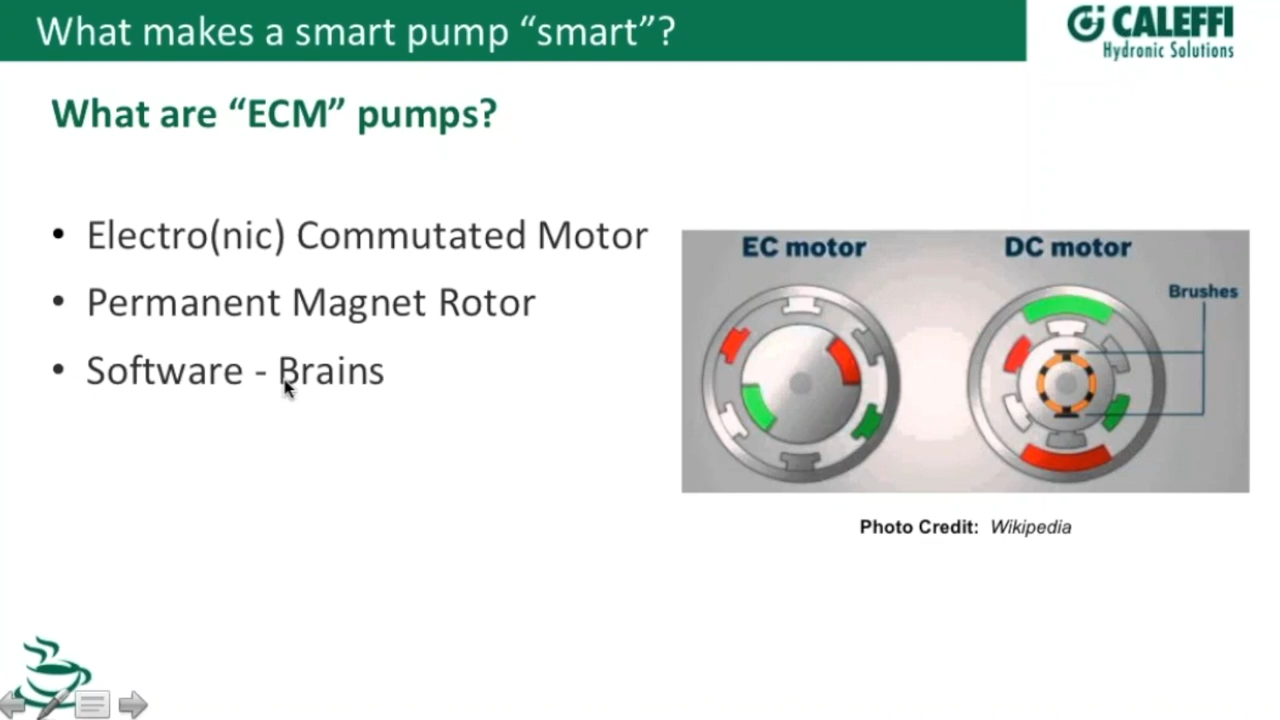 What makes a smart pump “smart”?
CALEFFI
Hydronic Solutions
What are “ECM” pumps?
• Electro(nic) Commutated Motor
• Permanent Magnet Rotor
• Software - Brains
EC motor
DC motor
Brushes
Photo Credit: Wikipedia